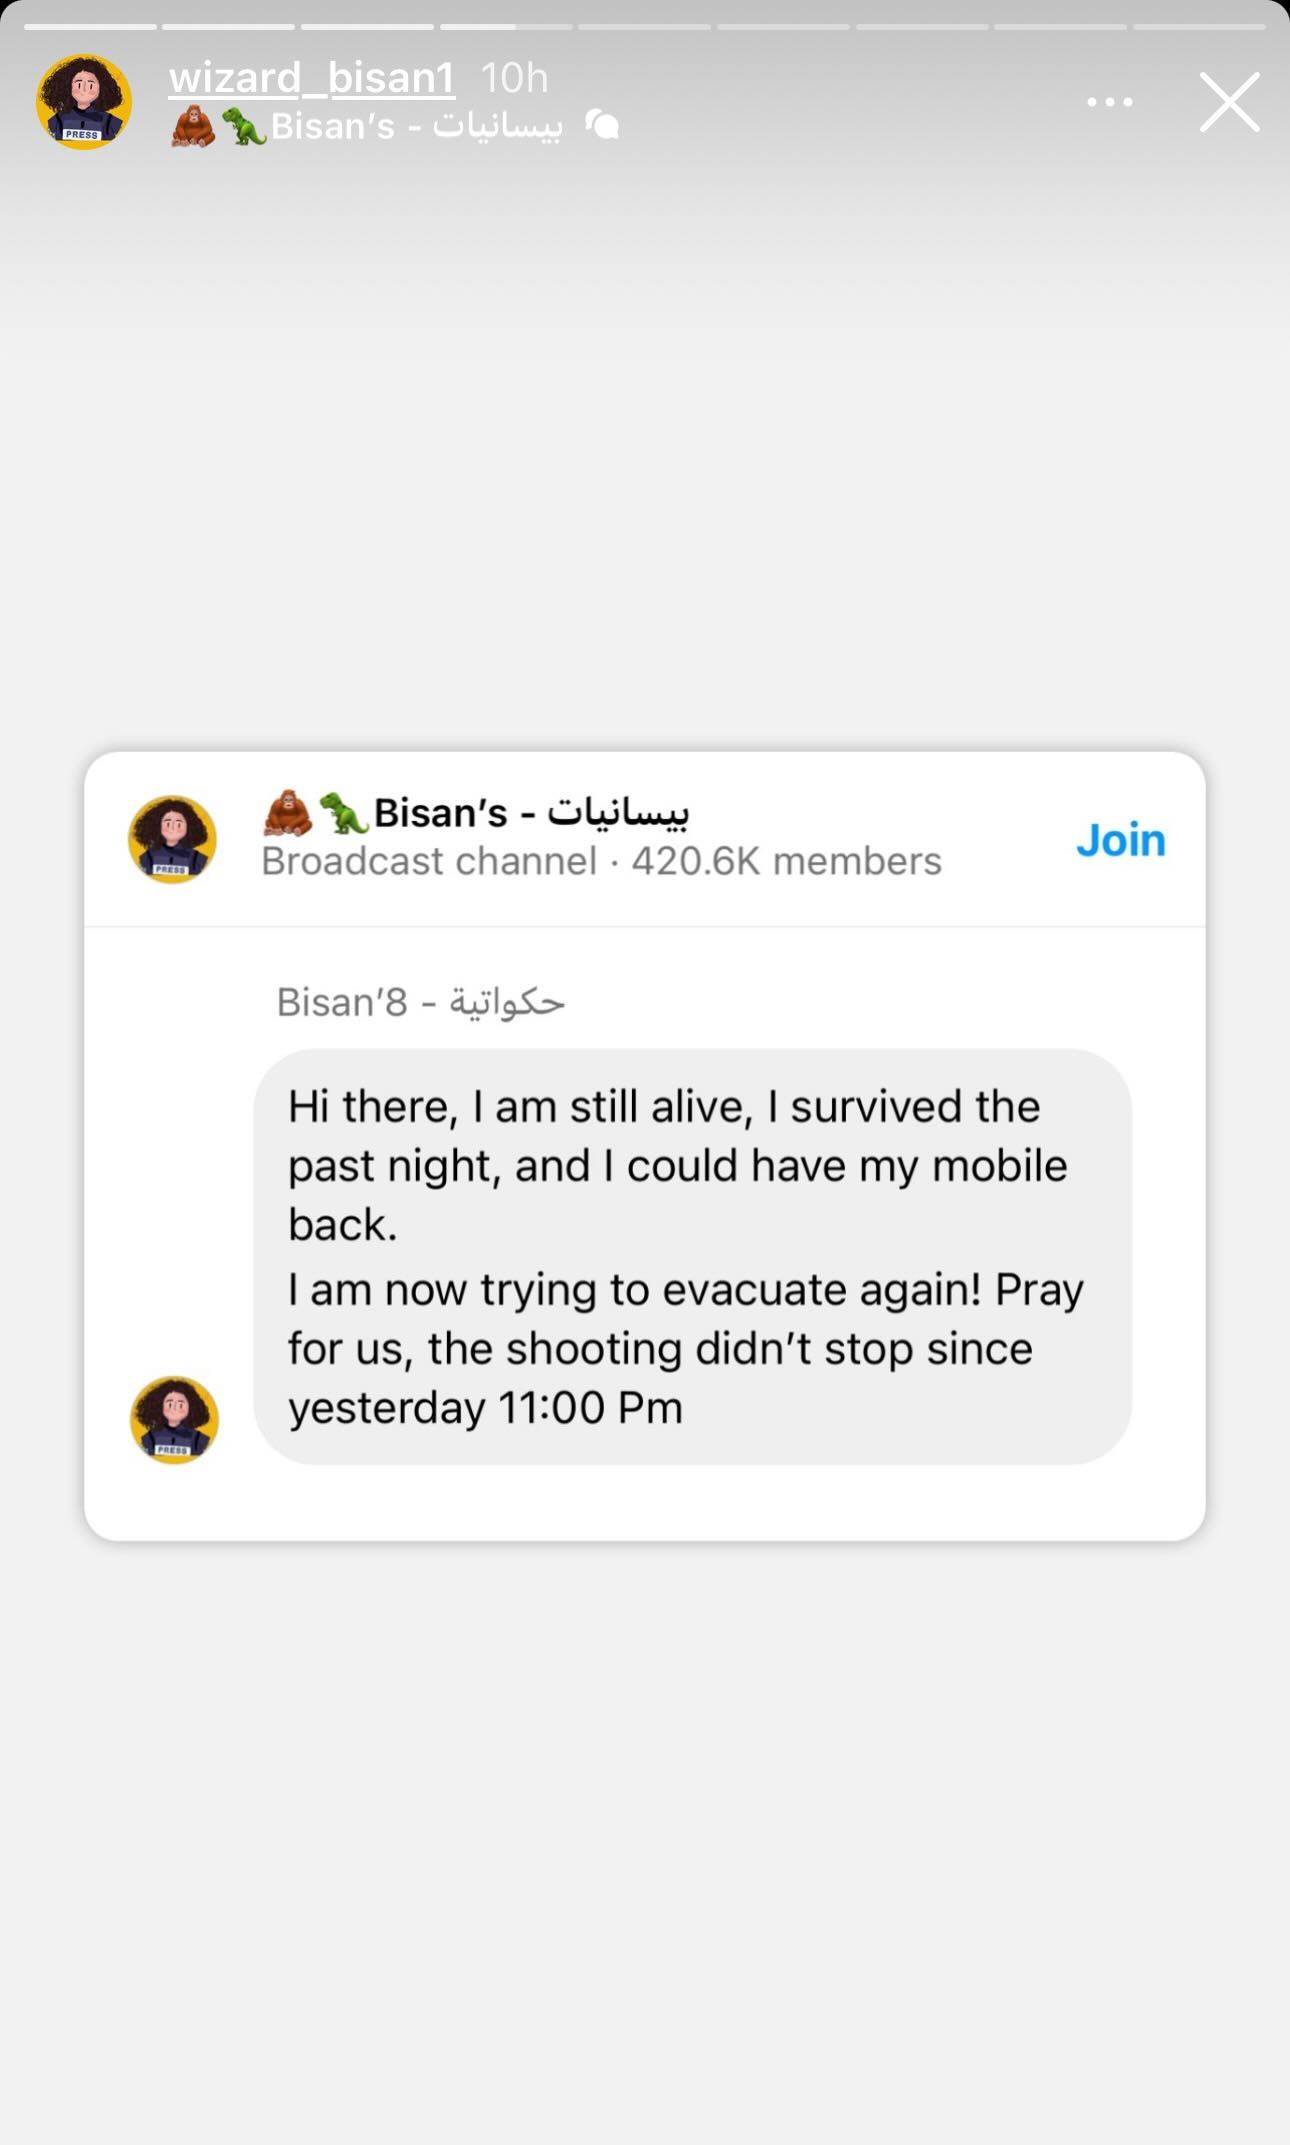 wizard_bisan1 10h
🦧🦖Bisan’s - بيسانيات
PRESS
🦧🦖Bisan’s - بيسانيات
Broadcast channel · 420.6K members
Join
PRESS
Bisan’8 - حكواتية
Hi there, I am still alive, I survived the
past night, and I could have my mobile
back.
I am now trying to evacuate again! Pray
for us, the shooting didn’t stop since
yesterday 11:00 Pm
PRESS